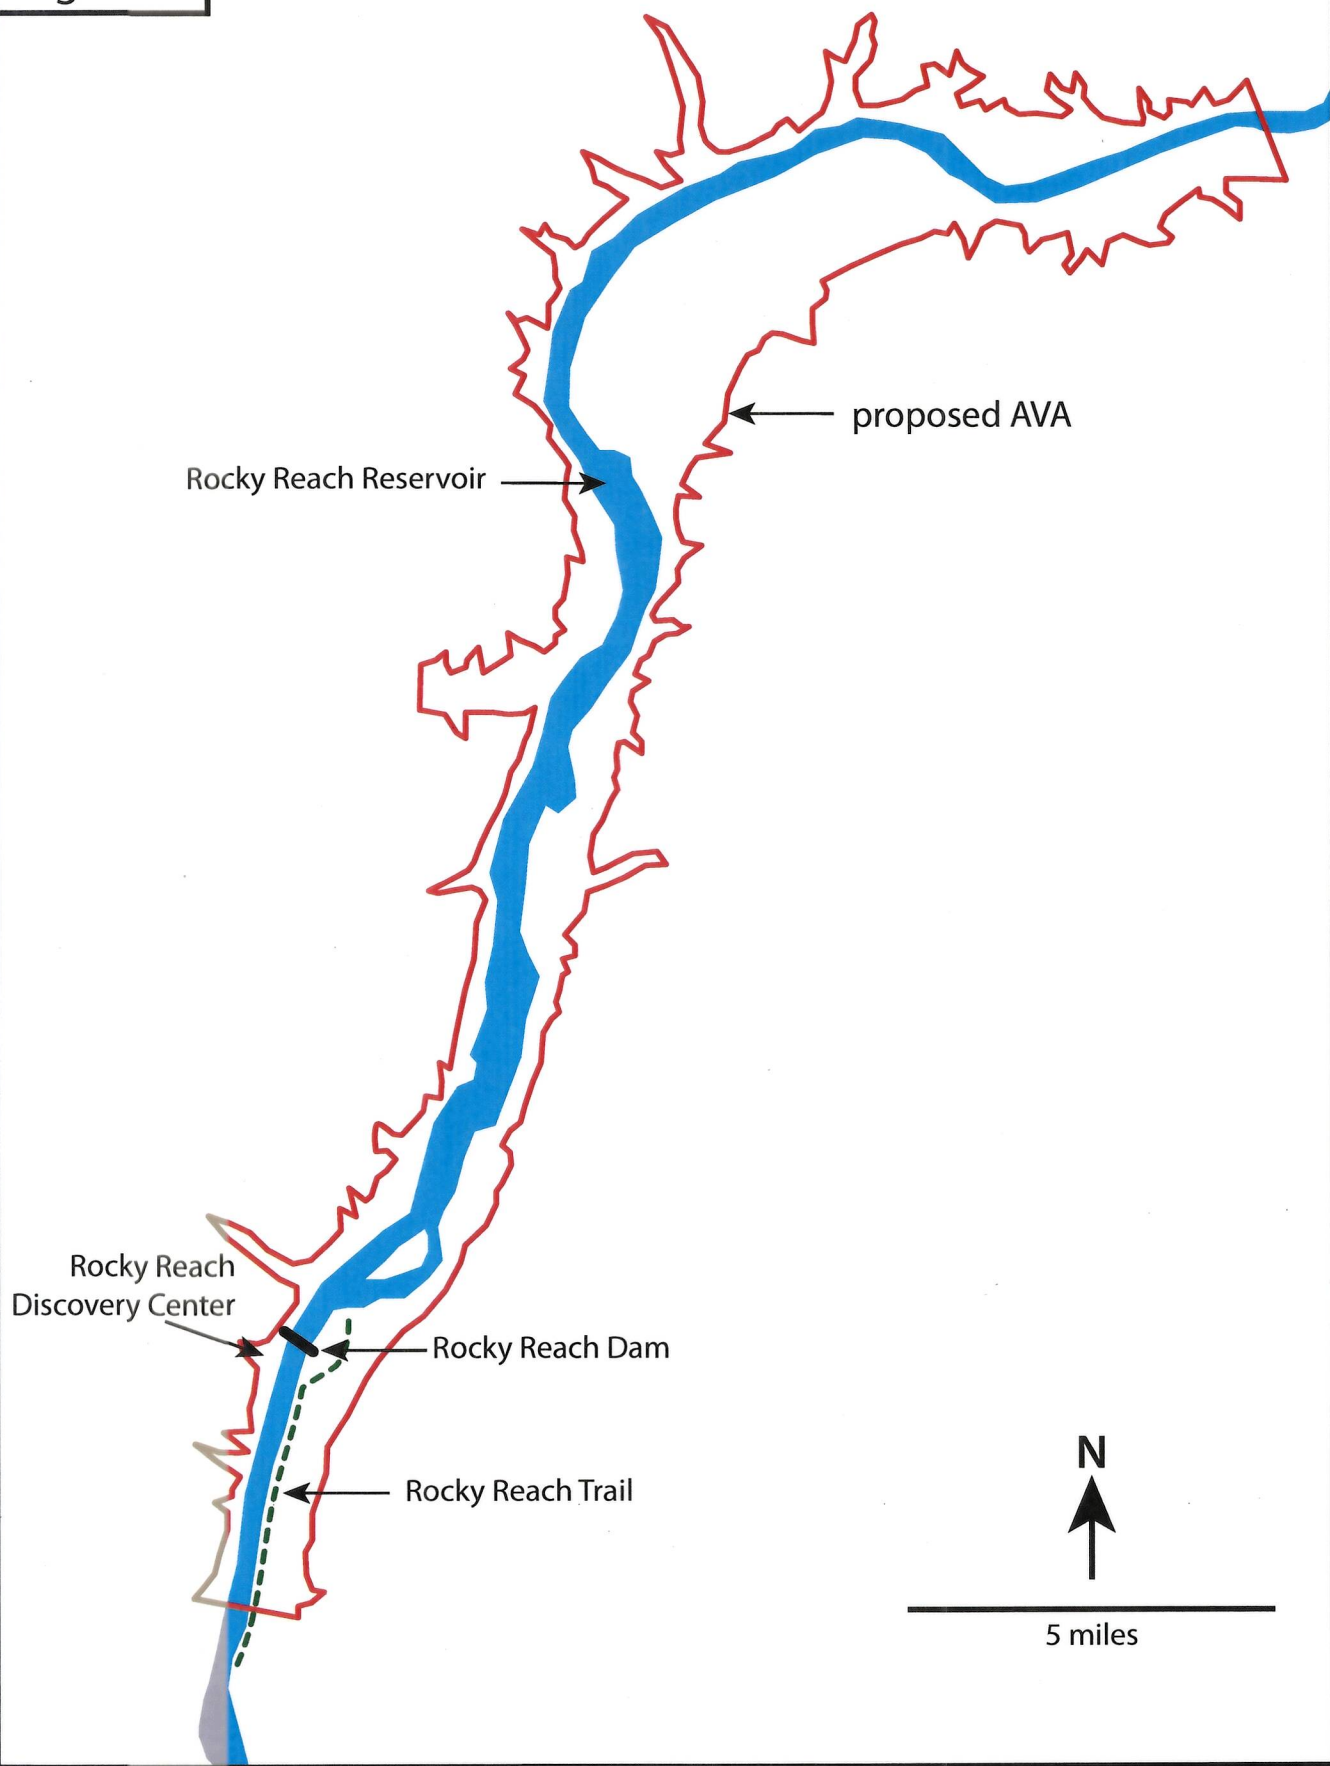 proposed AVA
Rocky Reach Reservoir
Rocky Reach
Discovery Center
Rocky Reach Dam
N
Rocky Reach Trail
5 miles